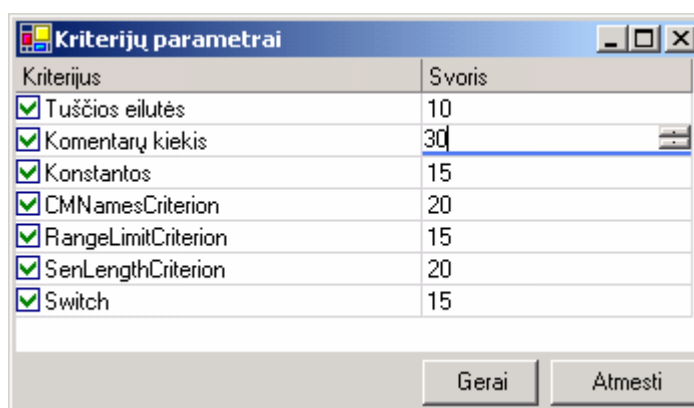 Kriterijų parametrai
Kriterijus Svoris
Tuščios eilutės 10
Komentarų kiekis 30
Konstantos 15
CMNamesCriterion 20
RangeLimitCriterion 15
SenLengthCriterion 20
Switch 15
Gerai Atmesti